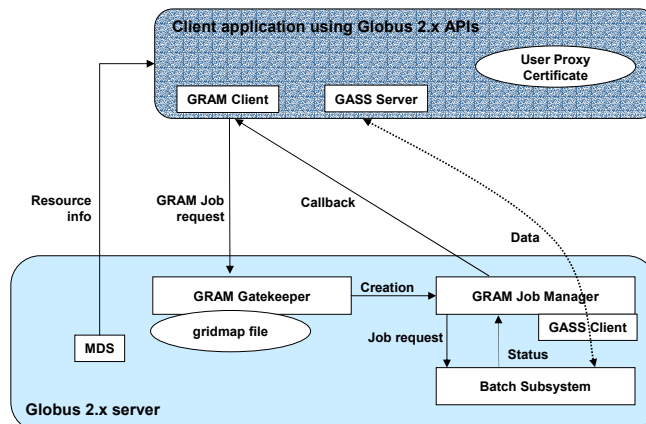 Client application using Globus 2.x APIs
User Proxy
Certificate
GRAM Client
GASS Server
Resource
info
GRAM Job
request
Callback
Data
GRAM Gatekeeper
Creation
GRAM Job Manager
gridmap file
GASS Client
MDS
Job request
Status
Batch Subsystem
Globus 2.x server